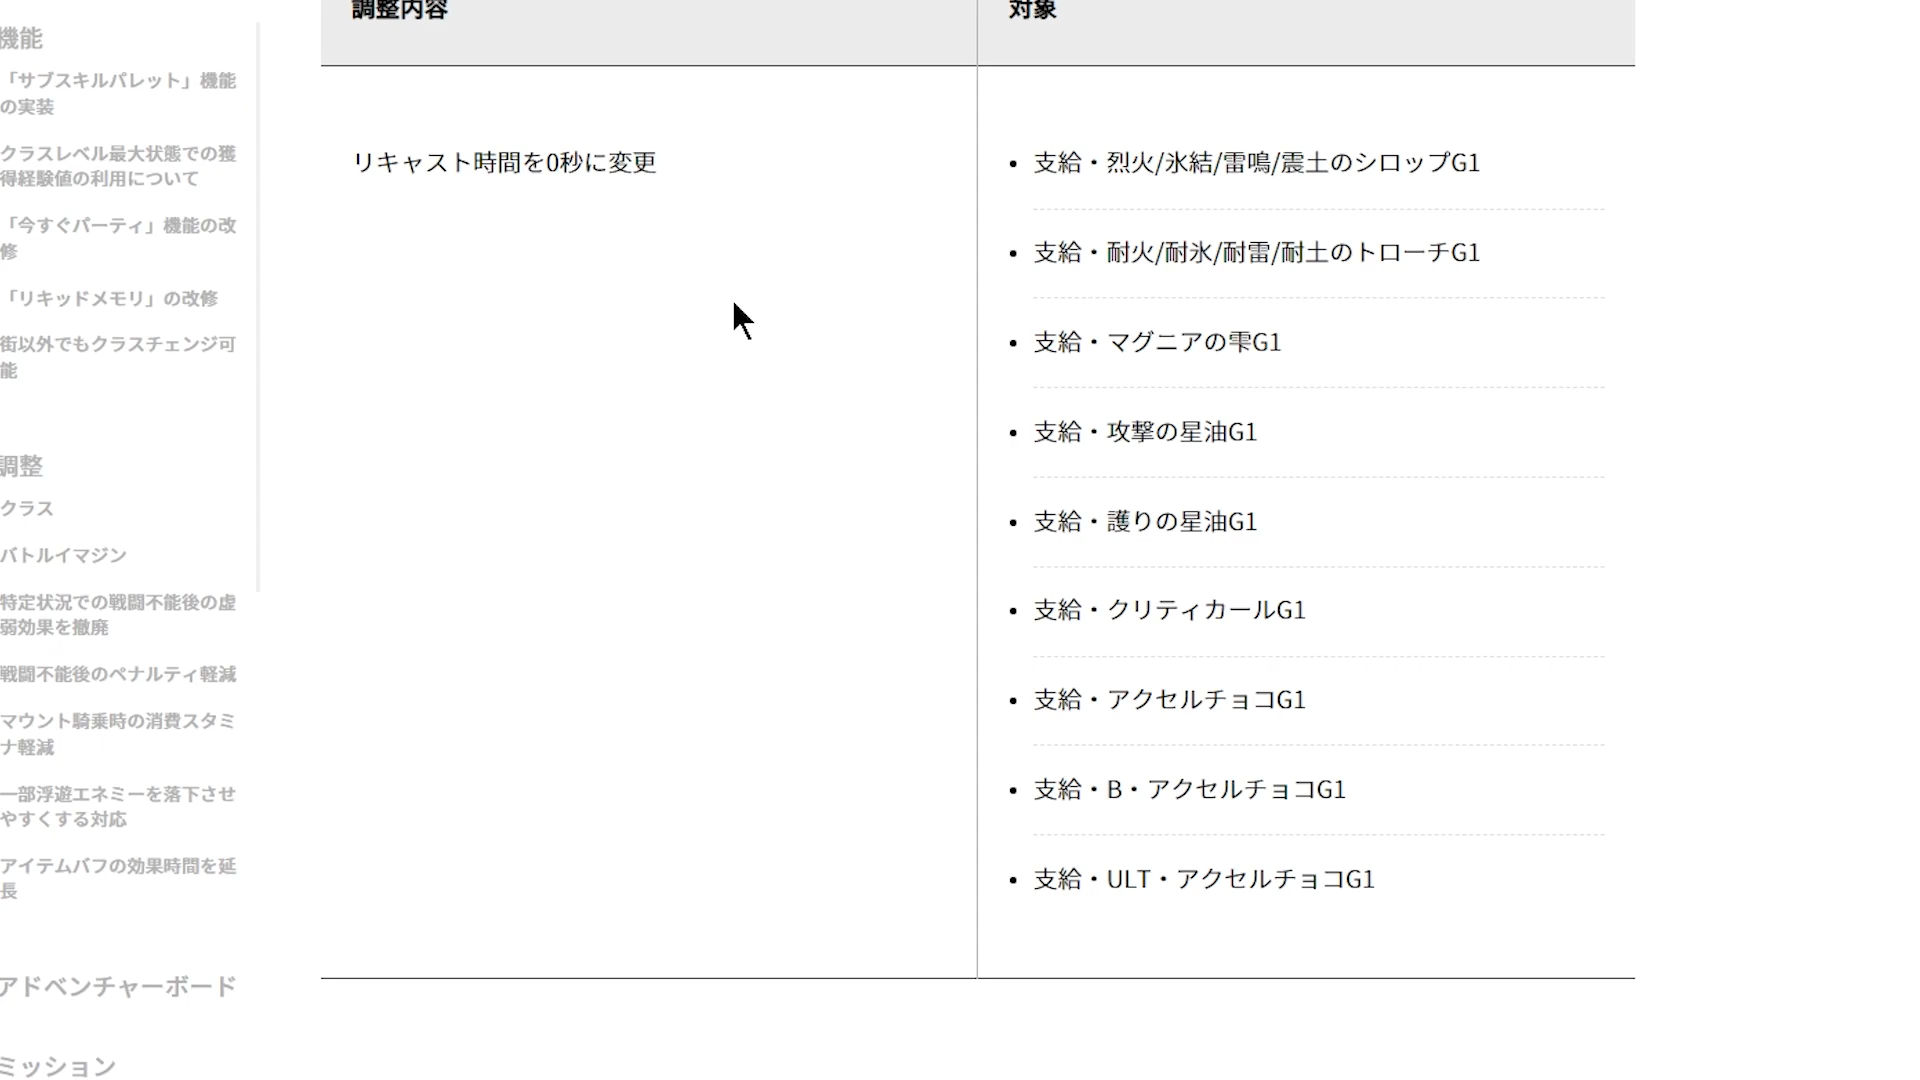 機能
「サブスキルパレット」機能
の実装
クラスレベル最大状態での獲
得経験値の利用について
「今すぐパーティ」機能の改
修
「リキッドメモリ」の改修
街以外でもクラスチェンジ可
能
調整
クラス
バトルイマジン
特定状況での戦闘不能後の虚
弱効果を撤廃
戦闘不能後のペナルティ軽減
マウント騎乗時の消費スタミ
ナ軽減
一部浮遊エネミーを落下させ
やすくする対応
アイテムバフの効果時間を延
長
アドベンチャーボード
ミッション
調整内容
対象
リキャスト時間を0秒に変更
• 支給・烈火/氷結/雷鳴/震土のシロップG1
• 支給・耐火/耐氷/耐雷/耐土のトローチG1
• 支給・マグニアの雫G1
• 支給・攻撃の星油G1
• 支給・護りの星油G1
• 支給・クリティカールG1
• 支給・アクセルチョコG1
• 支給・B・アクセルチョコG1
• 支給・ULT・アクセルチョコG1